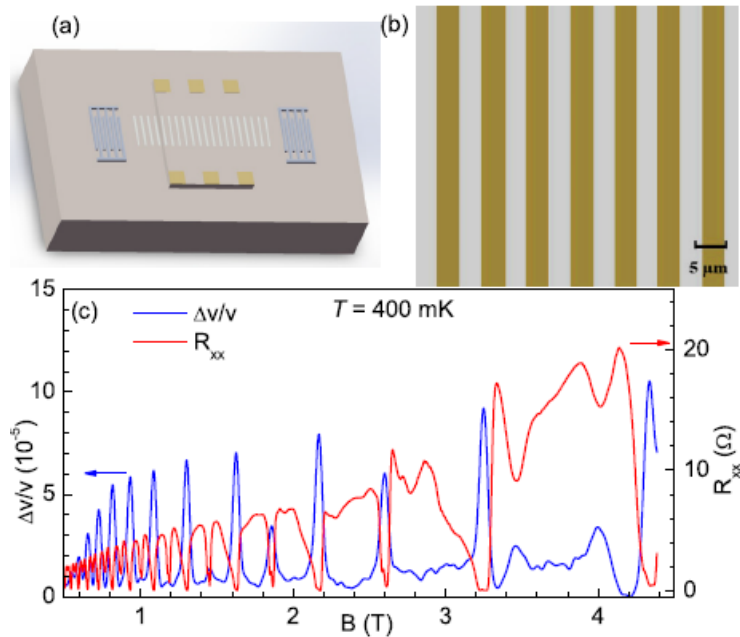 (a)
(b)
5 μm
(c)
Δv/v
R_xx
T = 400 mK
15
10
5
0
Δv/v (10⁻⁵)
20
10
0
R_xx (Ω)
1
2
3
4
B (T)